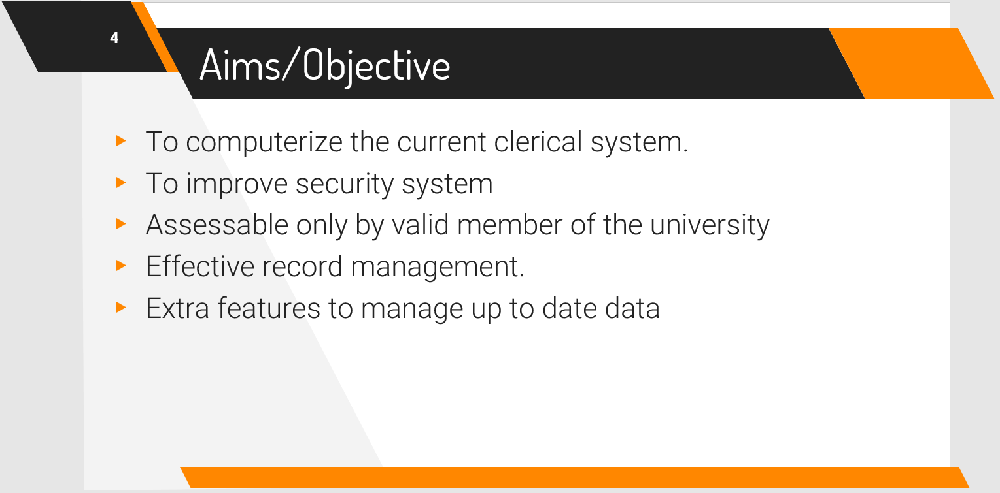 4
Aims/Objective
To computerize the current clerical system.
To improve security system
Assessable only by valid member of the university
Effective record management.
Extra features to manage up to date data